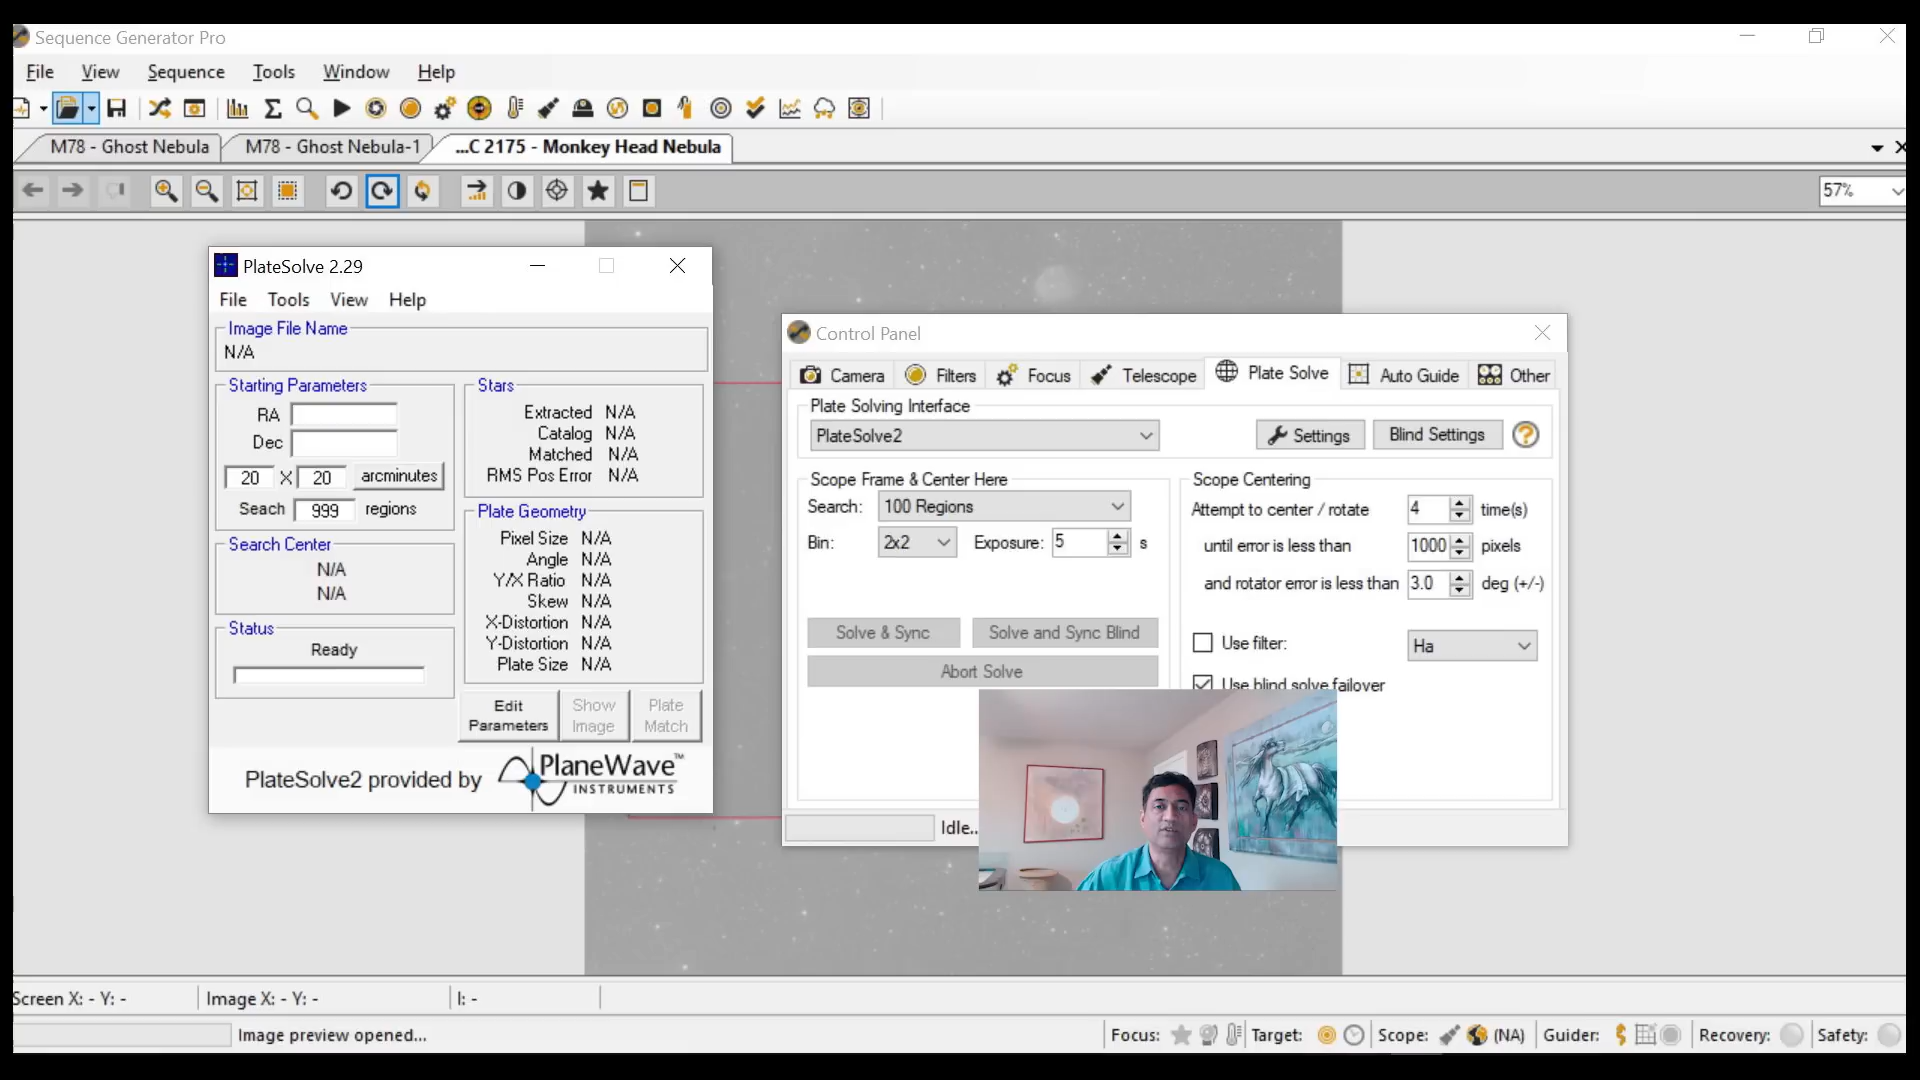 Sequence Generator Pro
File View Sequence Tools Window Help
M78 - Ghost Nebula M78 - Ghost Nebula-1 ...C 2175 - Monkey Head Nebula
57%
PlateSolve 2.29
File Tools View Help
Image File Name
N/A
Starting Parameters
RA
Dec
20 X 20 arcminutes
Seach 999 regions
Search Center
N/A
N/A
Status
Ready
Stars
Extracted N/A
Catalog N/A
Matched N/A
RMS Pos Error N/A
Plate Geometry
Pixel Size N/A
Angle N/A
Y/X Ratio N/A
Skew N/A
X-Distortion N/A
Y-Distortion N/A
Plate Size N/A
Edit
Parameters
Show
Image
Plate
Match
PlateSolve2 provided by PlaneWave™
INSTRUMENTS
Control Panel
Camera Filters Focus Telescope Plate Solve Auto Guide Other
Plate Solving Interface
PlateSolve2 Settings Blind Settings ?
Scope Frame & Center Here
Search: 100 Regions
Bin: 2x2 Exposure: 5 s
Solve & Sync Solve and Sync Blind
Abort Solve
Scope Centering
Attempt to center / rotate 4 time(s)
until error is less than 1000 pixels
and rotator error is less than 3.0 deg (+/-)
Use filter: Ha
Use blind solve failover
Idle..
Screen X: - Y: - Image X: - Y: - I: -
Image preview opened... Focus: Target: Scope: (NA) Guider: Recovery: Safety: